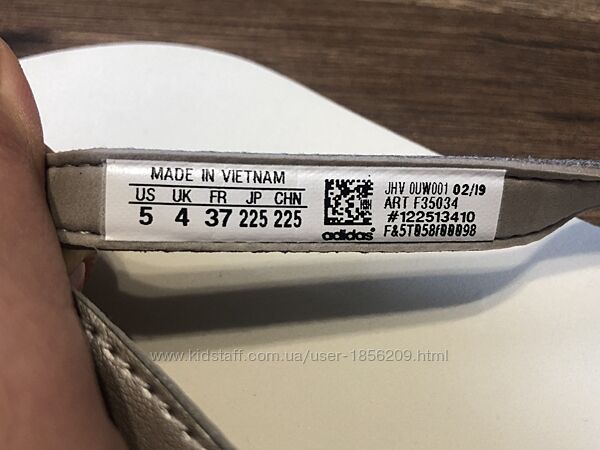 MADE IN VIETNAM
US UK FR JP CHN
5 4 37 225 225
adidas
JHV 0UW001 02/19
ART F35034
#122513410
www.kidstaff.com.ua/user-1856209.html